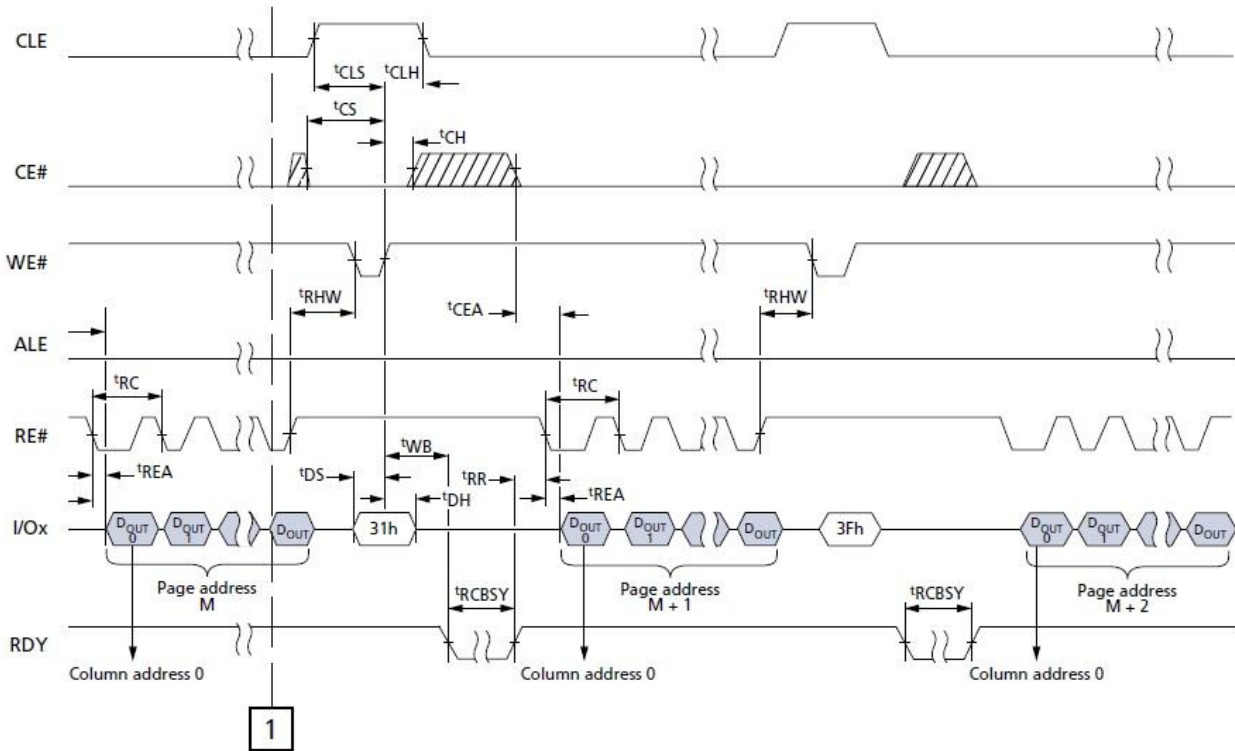 CLE
tCLS
tCLH
tCS
tCH
CE#
WE#
tRHW
tCEA
tRHW
ALE
tRC
tRC
RE#
tWB
tREA
tDS
tRR
tDH
tREA
I/Ox
DOUT 0
DOUT 1
DOUT
31h
DOUT 0
DOUT 1
DOUT
3Fh
DOUT 0
DOUT 1
DOUT
Page address
M
Page address
M + 1
Page address
M + 2
tRCBSY
tRCBSY
RDY
Column address 0
Column address 0
Column address 0
1